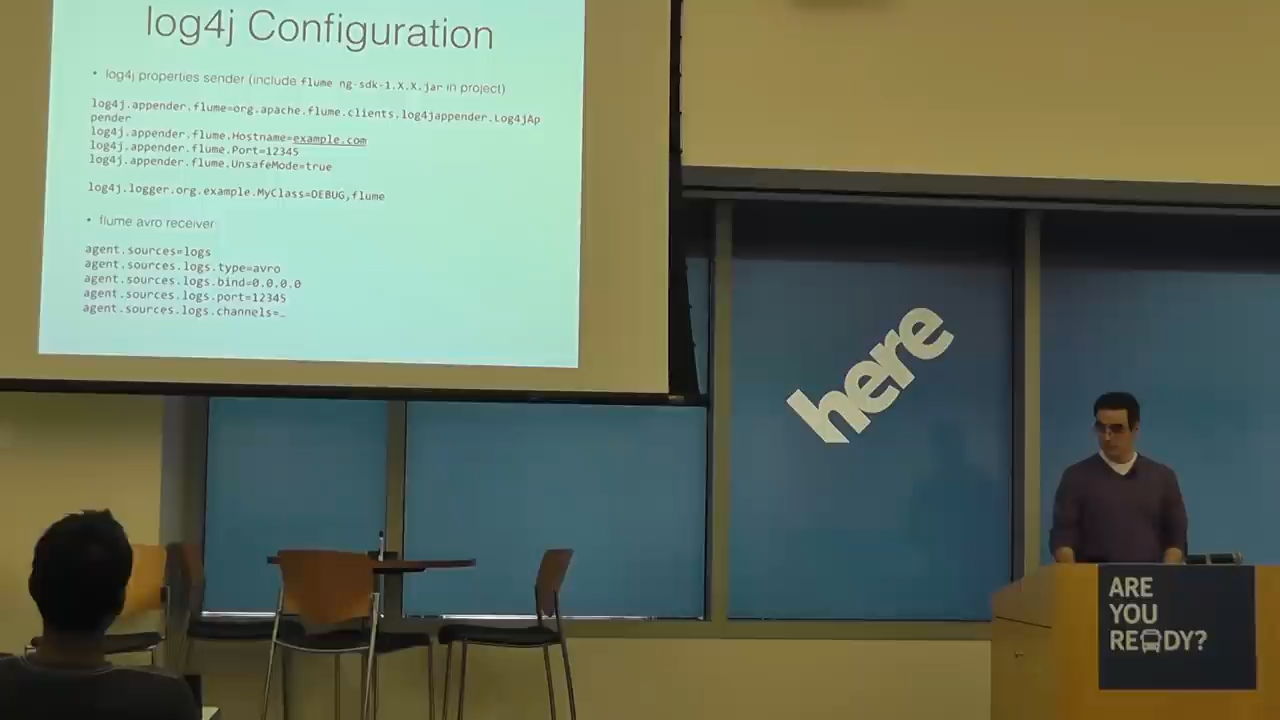 log4j Configuration
• log4j properties sender (include flume ng-sdk-1.X.X.jar in project)
log4j.appender.flume=org.apache.flume.clients.log4jappender.Log4jAp
pender
log4j.appender.flume.Hostname=example.com
log4j.appender.flume.Port=12345
log4j.appender.flume.UnsafeMode=true
log4j.logger.org.example.MyClass=DEBUG,flume
• flume avro receiver
agent.sources=logs
agent.sources.logs.type=avro
agent.sources.logs.bind=0.0.0.0
agent.sources.logs.port=12345
agent.sources.logs.channels=…
here
ARE
YOU
READY?